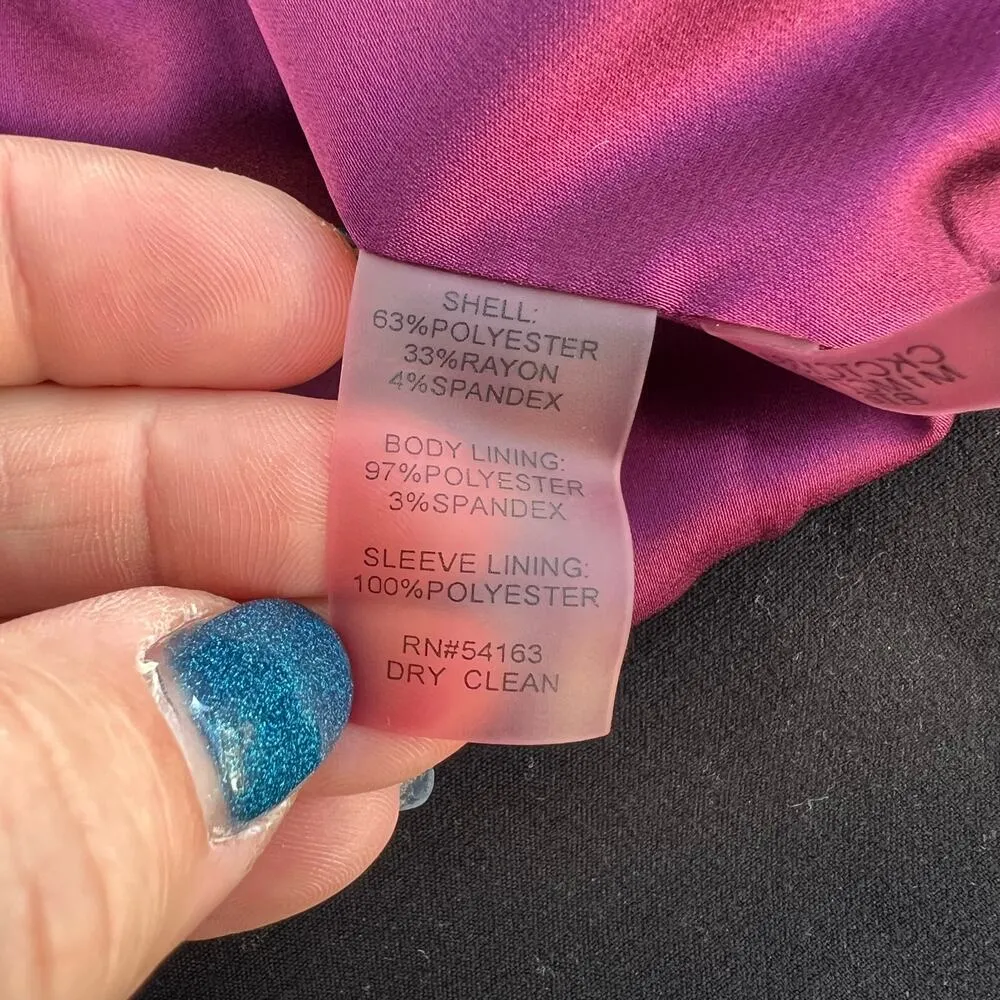 SHELL:
63%POLYESTER
33%RAYON
4%SPANDEX
BODY LINING:
97%POLYESTER
3%SPANDEX
SLEEVE LINING:
100%POLYESTER
RN#54163
DRY CLEAN